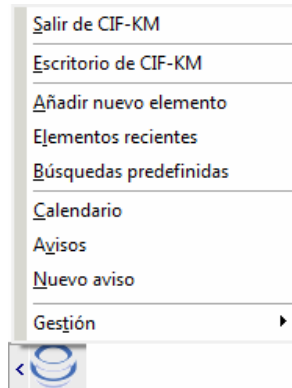 Salir de CIF-KM
Escritorio de CIF-KM
Añadir nuevo elemento
Elementos recientes
Búsquedas predefinidas
Calendario
Avisos
Nuevo aviso
Gestión